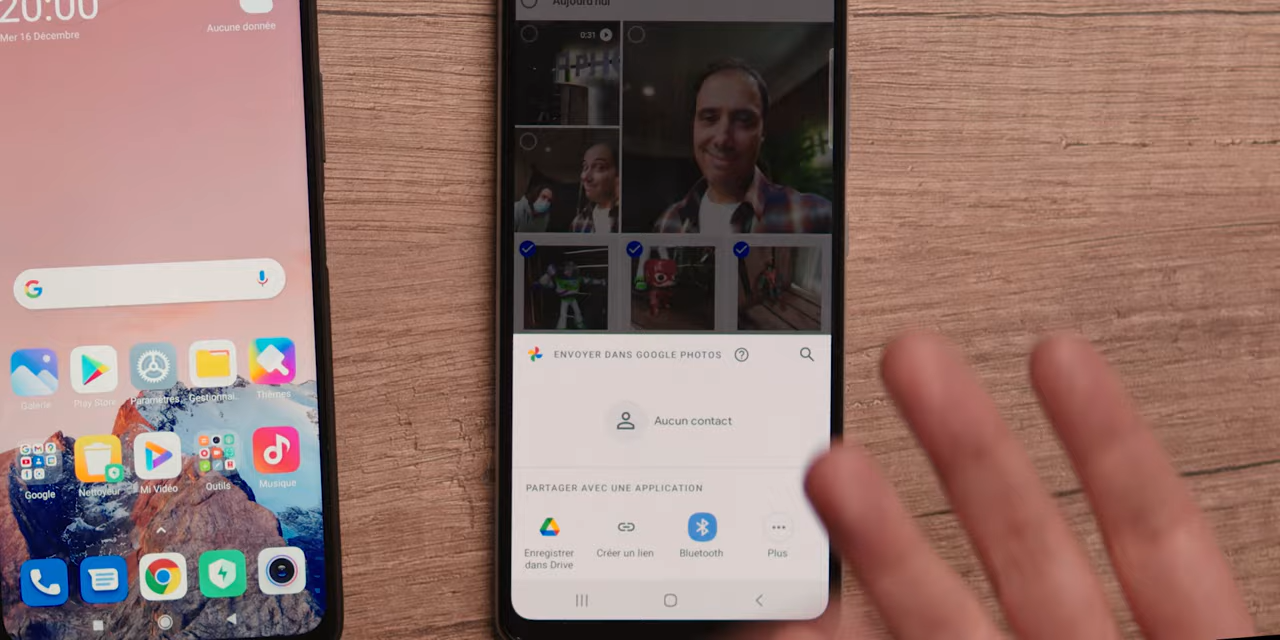 20:00
Mer 16 Décembre
Aucune donnée
Galerie
Play Store
Paramètres
Gestionnai..
Thèmes
Google
Nettoyeur
Mi Vidéo
Outils
Musique
Aujourd'hui
0:31
ENVOYER DANS GOOGLE PHOTOS
Aucun contact
PARTAGER AVEC UNE APPLICATION
Enregistrer
dans Drive
Créer un lien
Bluetooth
Plus